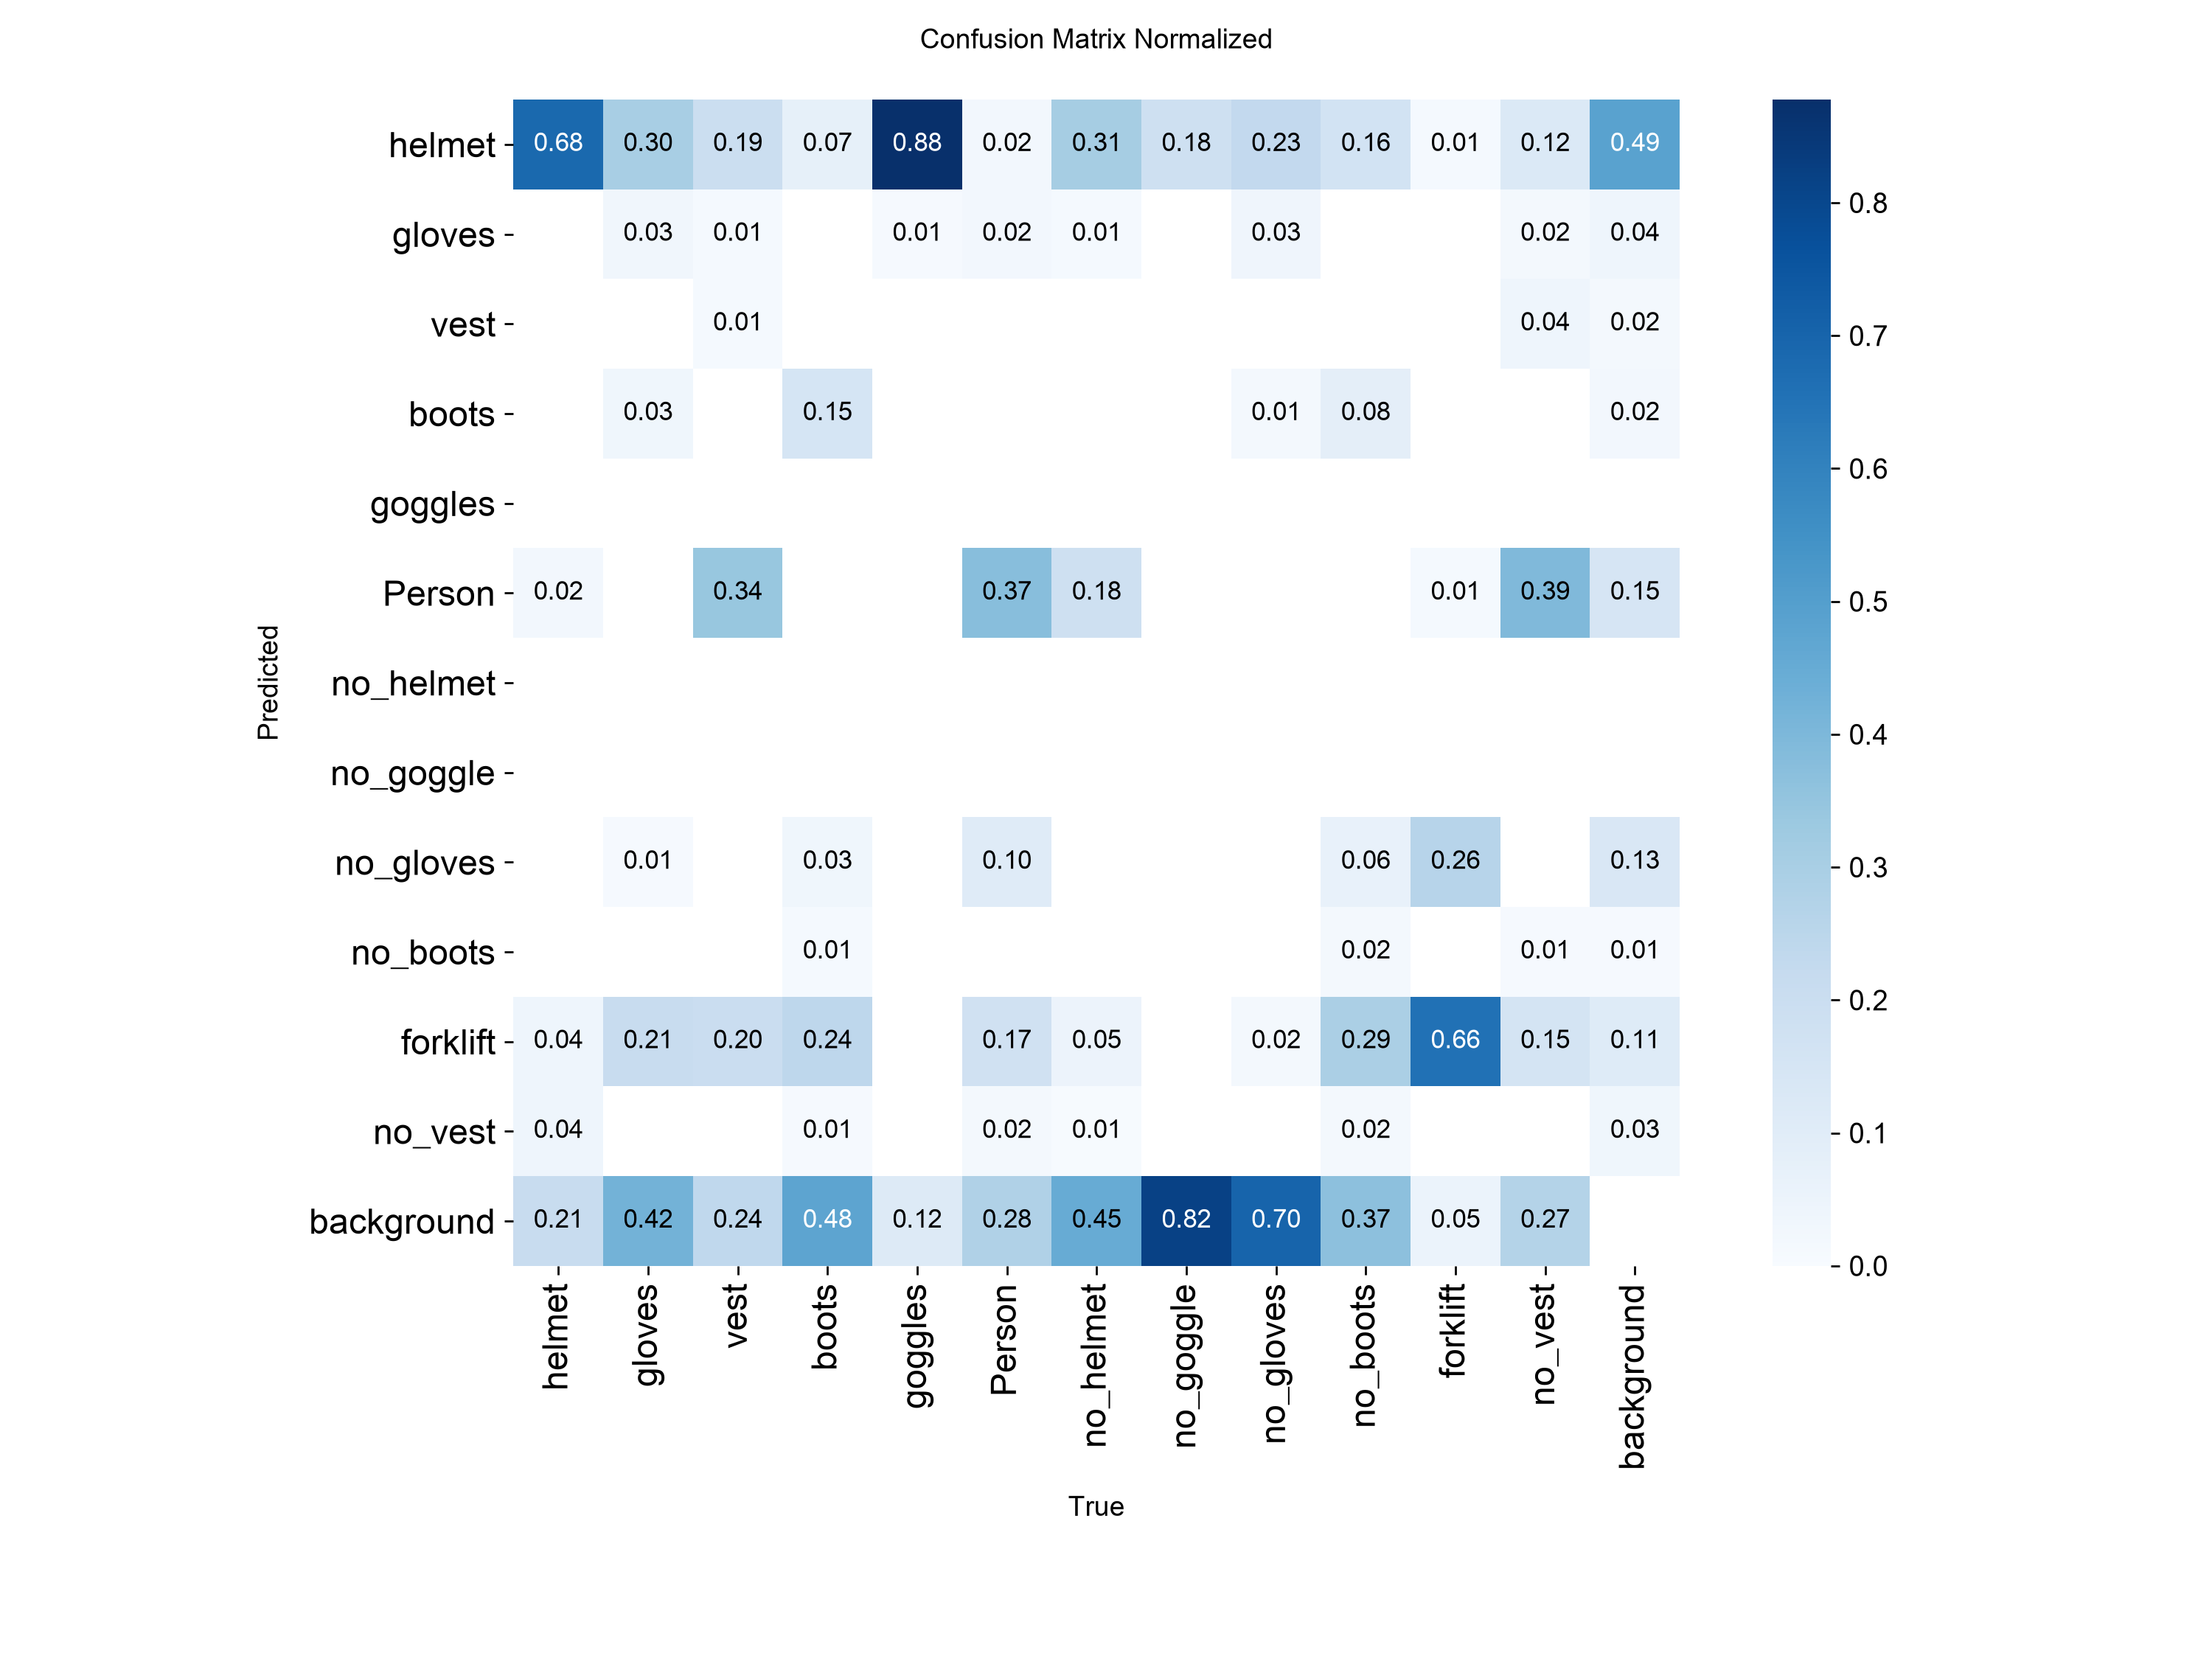 Confusion Matrix Normalized
helmet 0.68 0.30 0.19 0.07 0.88 0.02 0.31 0.18 0.23 0.16 0.01 0.12 0.49
gloves 0.03 0.01 0.01 0.02 0.01 0.03 0.02 0.04
vest 0.01 0.04 0.02
boots 0.03 0.15 0.01 0.08 0.02
goggles
Person 0.02 0.34 0.37 0.18 0.01 0.39 0.15
no_helmet
no_goggle
no_gloves 0.01 0.03 0.10 0.06 0.26 0.13
no_boots 0.01 0.02 0.01 0.01
forklift 0.04 0.21 0.20 0.24 0.17 0.05 0.02 0.29 0.66 0.15 0.11
no_vest 0.04 0.01 0.02 0.01 0.02 0.03
background 0.21 0.42 0.24 0.48 0.12 0.28 0.45 0.82 0.70 0.37 0.05 0.27
Predicted
helmet gloves vest boots goggles Person no_helmet no_goggle no_gloves no_boots forklift no_vest background
True
0.8
0.7
0.6
0.5
0.4
0.3
0.2
0.1
0.0